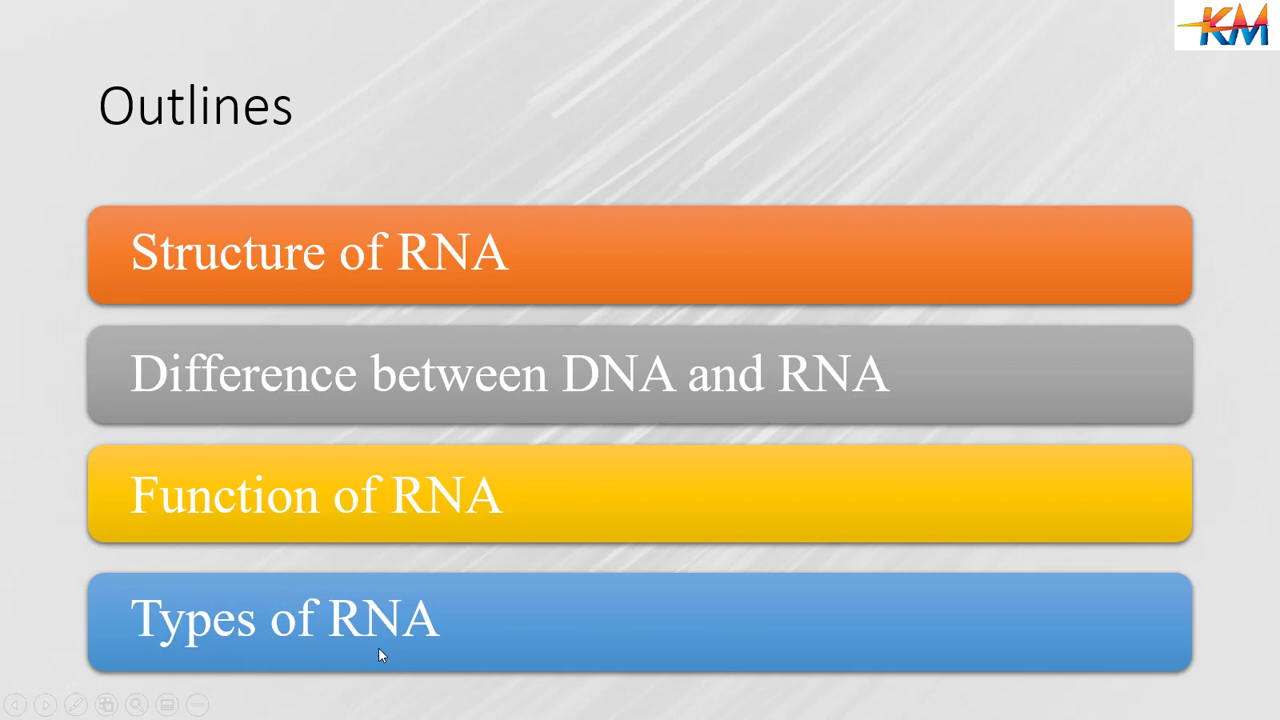 KM
Outlines
Structure of RNA
Difference between DNA and RNA
Function of RNA
Types of RNA